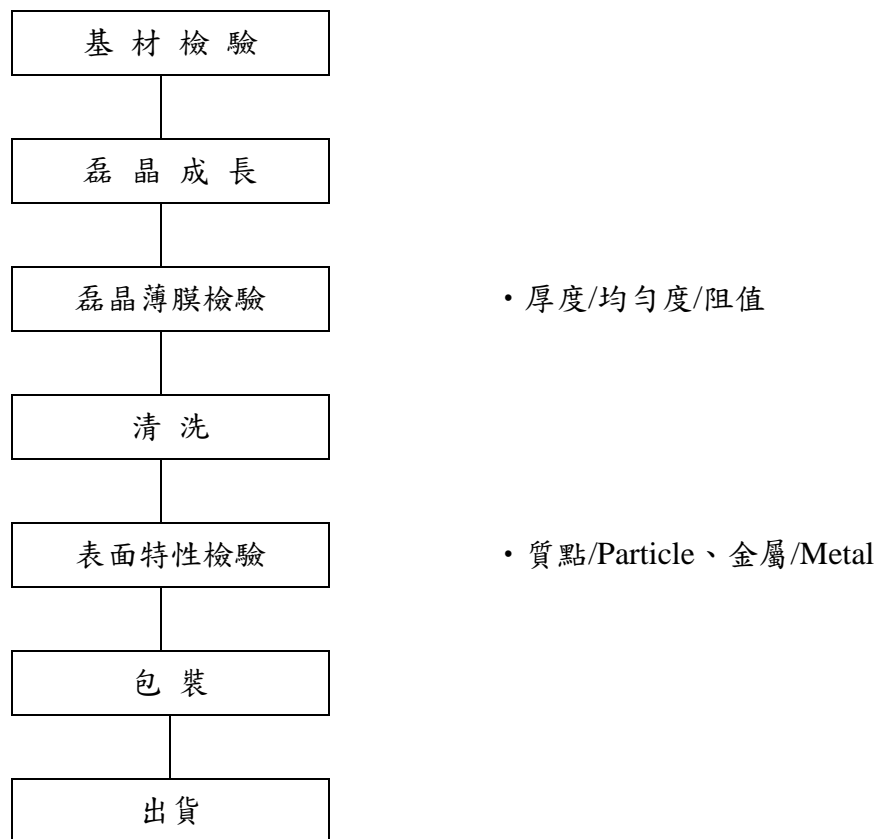 基 材 檢 驗
磊 晶 成 長
磊晶薄膜檢驗
・厚度/均勻度/阻值
清 洗
表面特性檢驗
・質點/Particle、金屬/Metal
包 裝
出貨